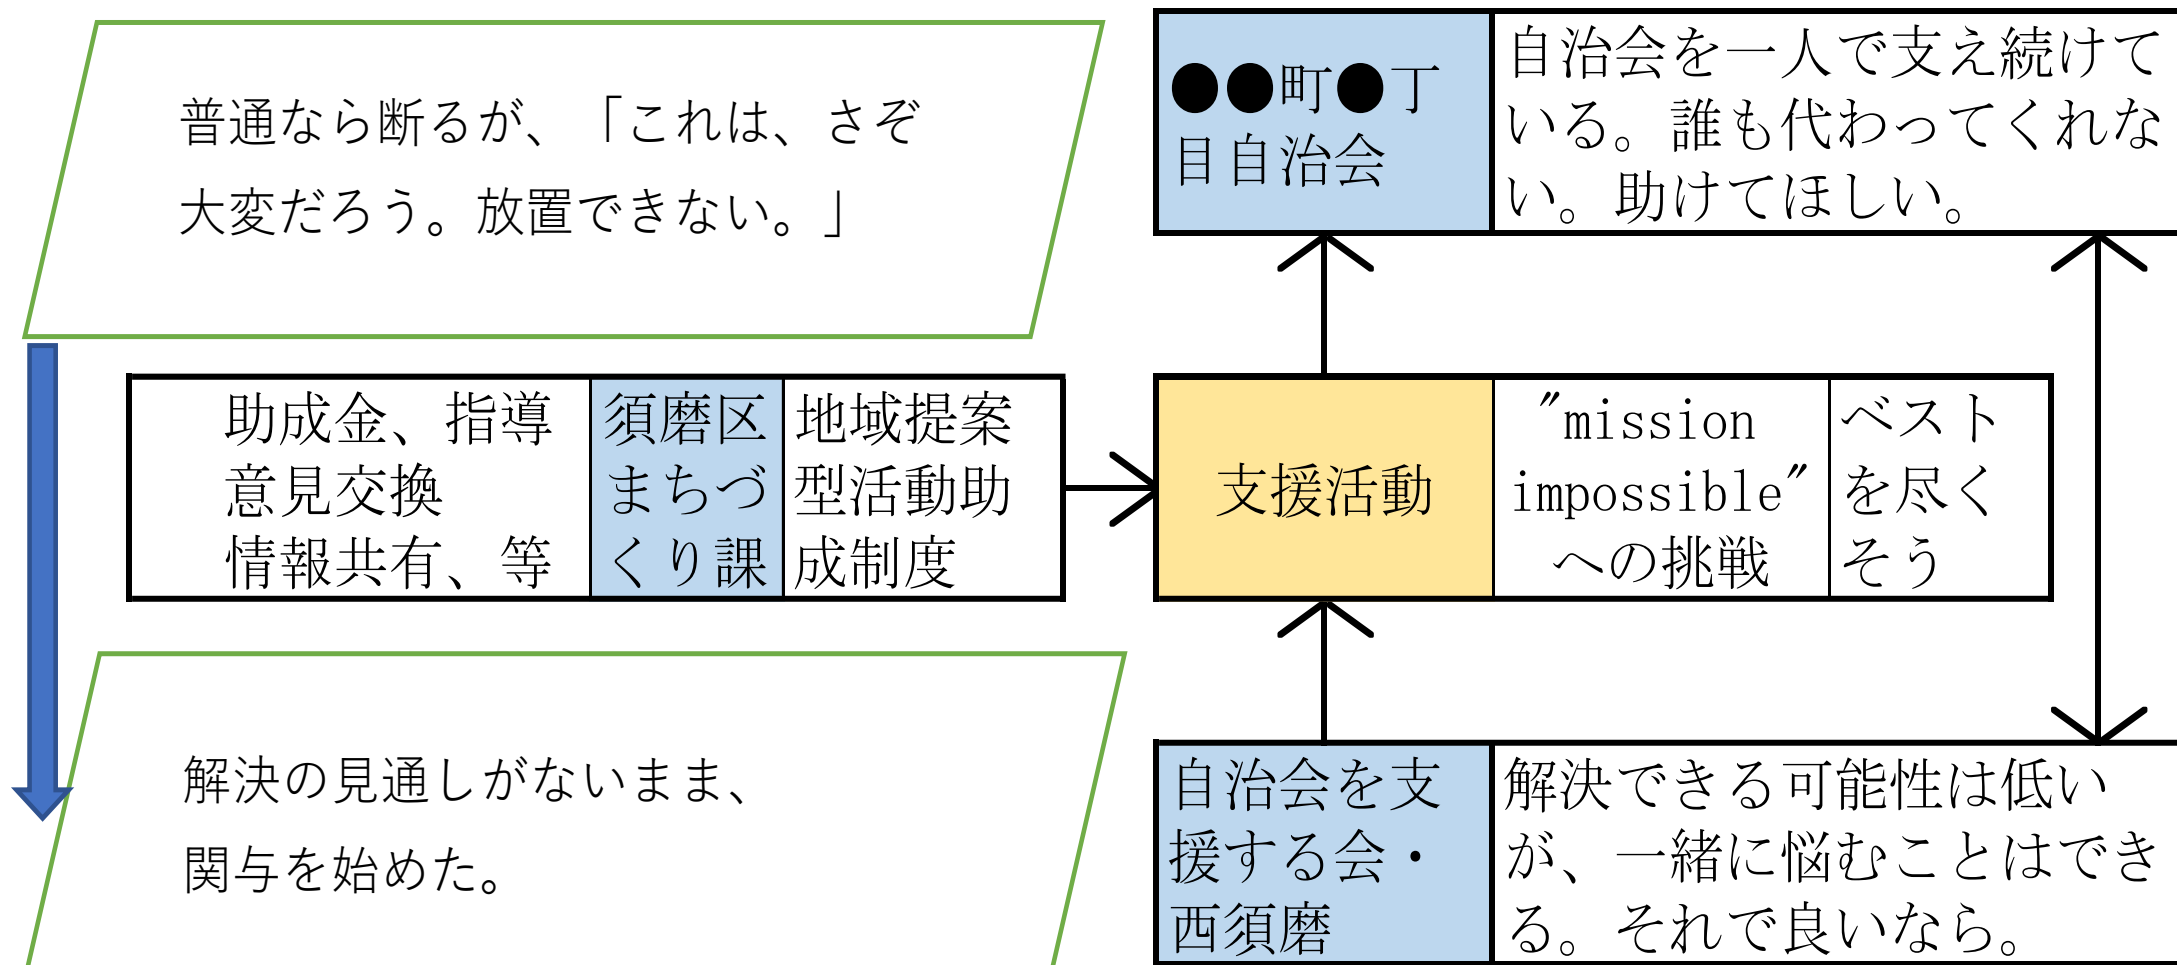 普通なら断るが、「これは、さぞ
大変だろう。放置できない。」
●●町●丁
目自治会
自治会を一人で支え続けて
いる。誰も代わってくれな
い。助けてほしい。
助成金、指導
意見交換
情報共有、等
須磨区
まちづ
くり課
地域提案
型活動助
成制度
支援活動
"mission
impossible"
への挑戦
ベスト
を尽く
そう
解決の見通しがないまま、
関与を始めた。
自治会を支
援する会・
西須磨
解決できる可能性は低い
が、一緒に悩むことはでき
る。それで良いなら。